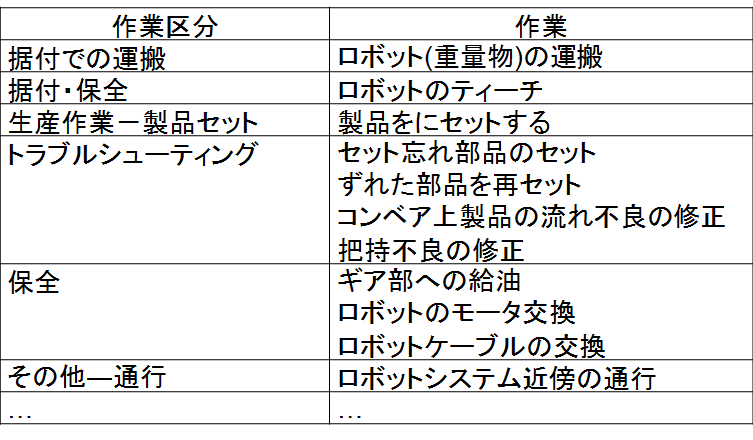 作業区分 作業
据付での運搬 ロボット(重量物)の運搬
据付・保全 ロボットのティーチ
生産作業－製品セット 製品をにセットする
トラブルシューティング セット忘れ部品のセット
ずれた部品を再セット
コンベア上製品の流れ不良の修正
把持不良の修正
保全 ギア部への給油
ロボットのモータ交換
ロボットケーブルの交換
その他―通行 ロボットシステム近傍の通行
… …